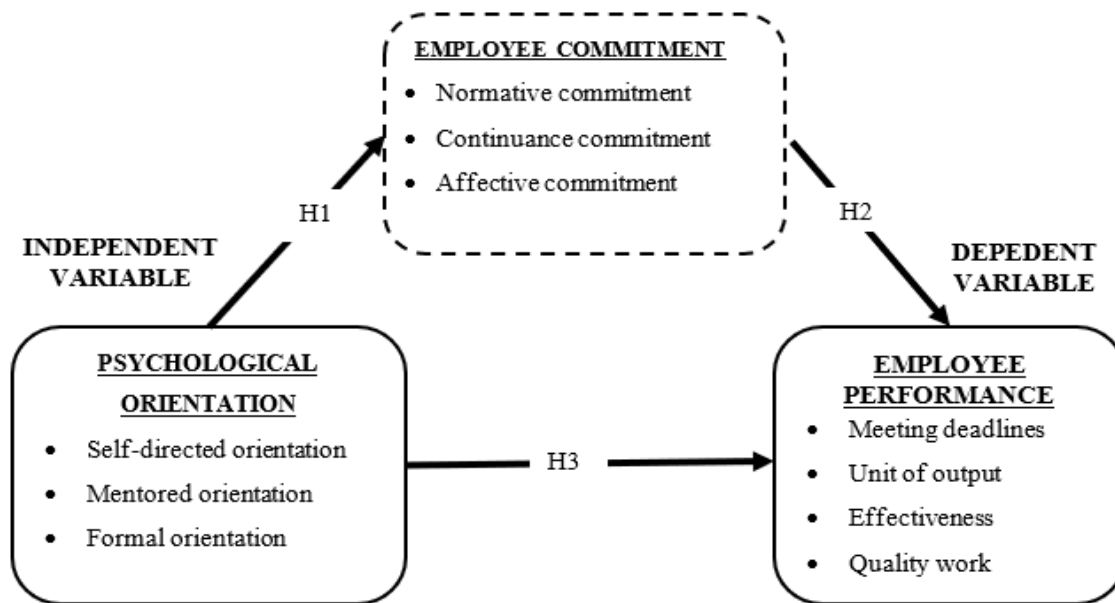 EMPLOYEE COMMITMENT
• Normative commitment
• Continuance commitment
• Affective commitment
H1
H2
INDEPENDENT
VARIABLE
DEPEDENT
VARIABLE
PSYCHOLOGICAL
ORIENTATION
• Self-directed orientation
• Mentored orientation
• Formal orientation
H3
EMPLOYEE
PERFORMANCE
• Meeting deadlines
• Unit of output
• Effectiveness
• Quality work